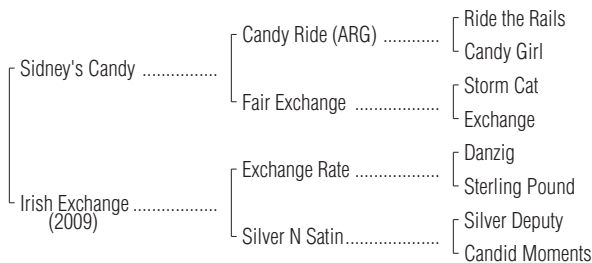 Ride the Rails
Candy Ride (ARG) ............
Candy Girl
Sidney's Candy ................
Storm Cat
Fair Exchange ..................
Exchange
Danzig
Exchange Rate ..................
Sterling Pound
Irish Exchange ..................
(2009)
Silver Deputy
Silver N Satin....................
Candid Moments